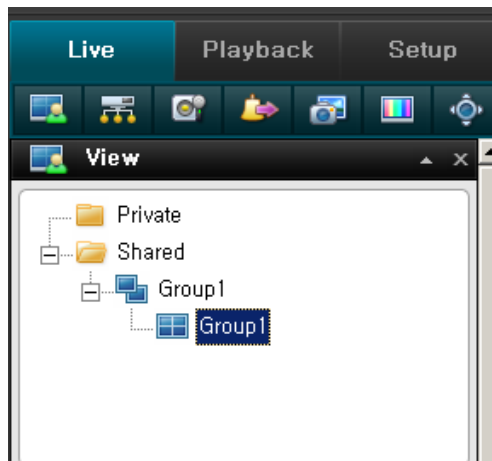 Live Playback Setup
View
Private
Shared
Group1
Group1